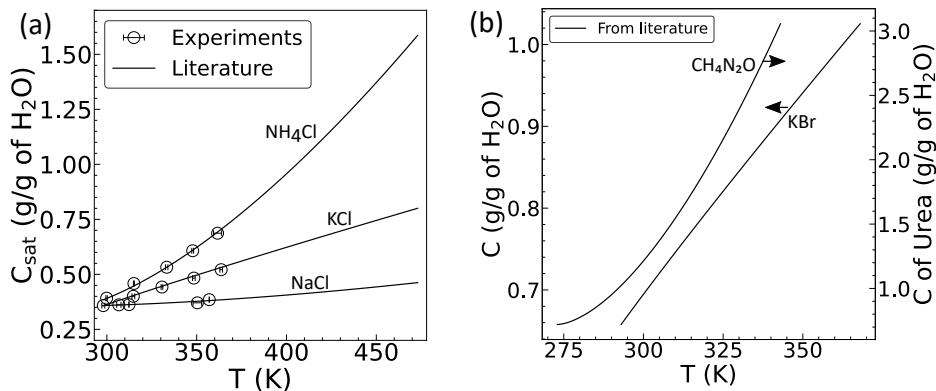 (a)
Experiments
Literature
NH₄Cl
KCl
NaCl
C_sat (g/g of H₂O)
1.50
1.25
1.00
0.75
0.50
0.25
300 350 400 450
T (K)
(b)
From literature
CH₄N₂O
KBr
C (g/g of H₂O)
1.0
0.9
0.8
0.7
275 300 325 350
T (K)
C of Urea (g/g of H₂O)
3.0
2.5
2.0
1.5
1.0